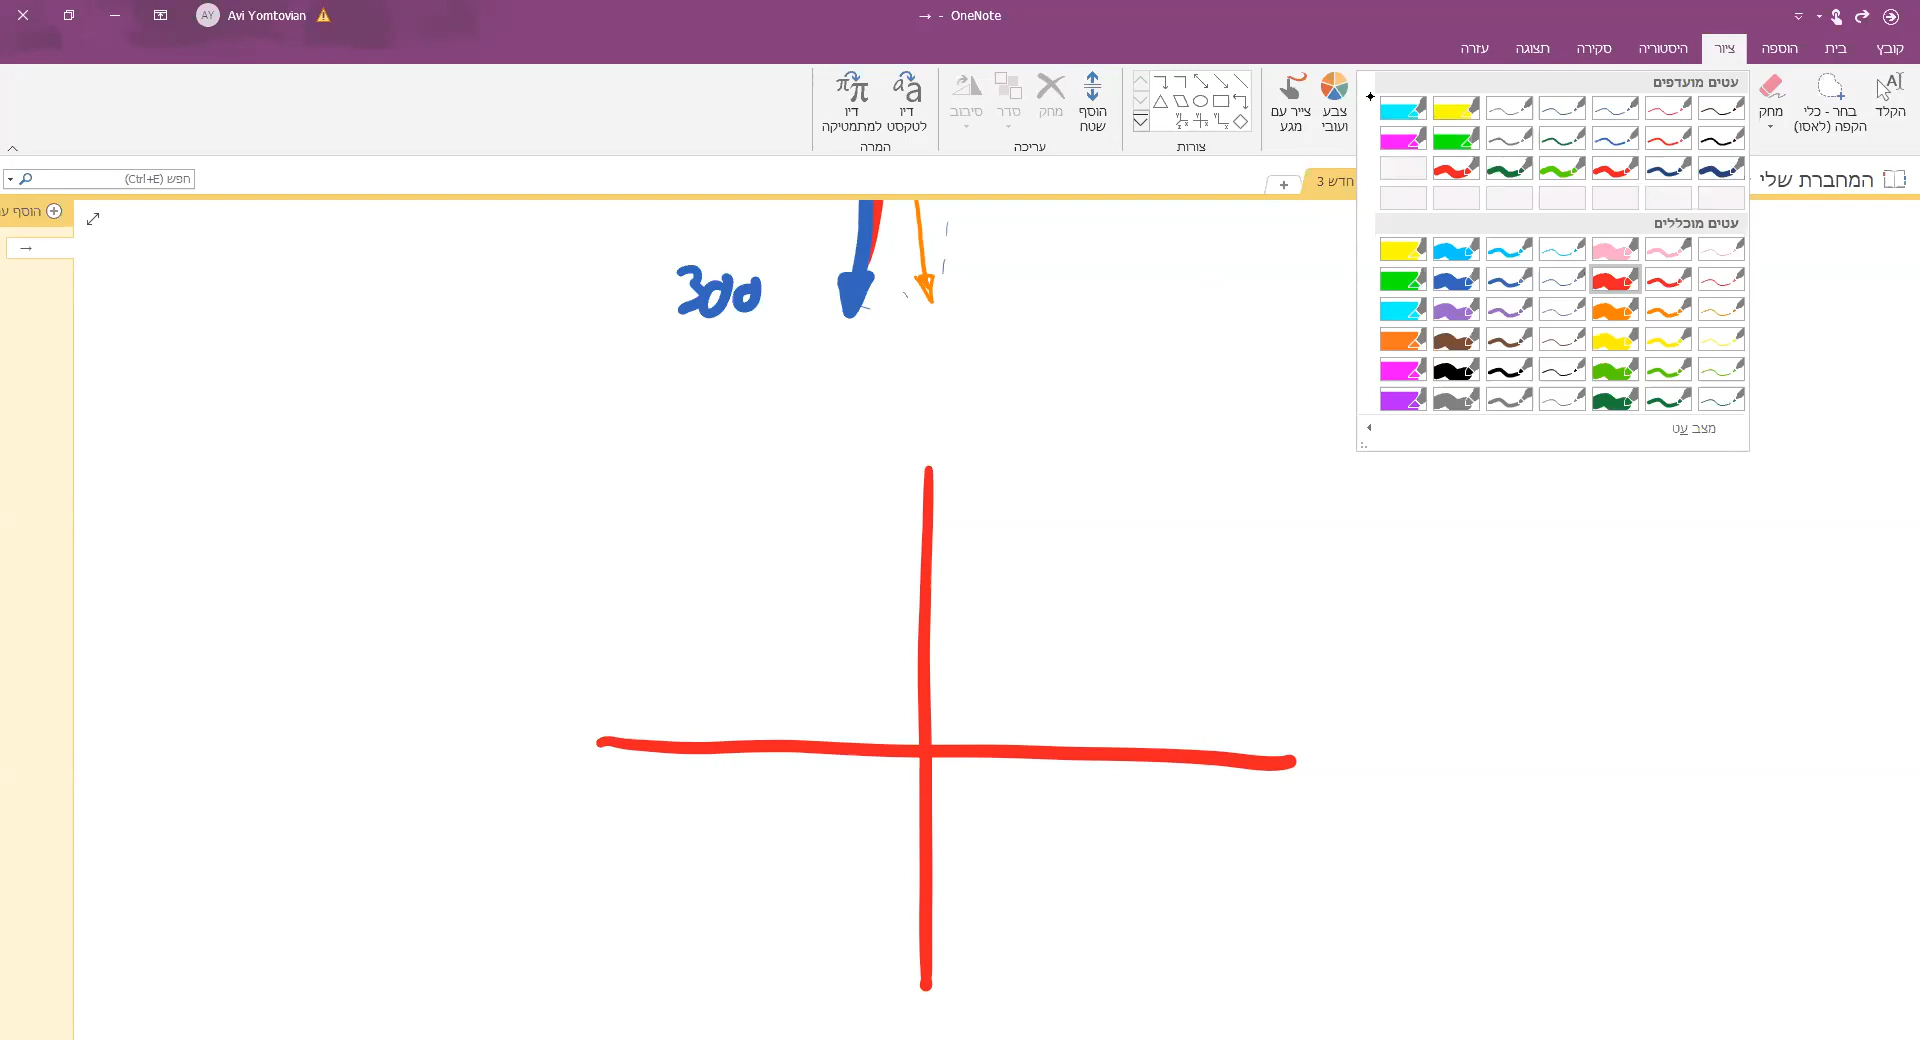 Avi Yomtovian
→ - OneNote
קובץ
בית
הוספה
ציור
היסטוריה
סקירה
תצוגה
עזרה
הקלד
בחר - כלי
הקפה (לאסו)
מחק
עטים מועדפים
עטים מוכללים
מצב עט
צבע
ועובי
צייר עם
מגע
צורות
הוסף
שטח
מחק
סדר
סיבוב
עריכה
דיו
לטקסט
דיו
למתמטיקה
המרה
המחברת שלי
חדש 3
חפש (Ctrl+E)
הוסף
300